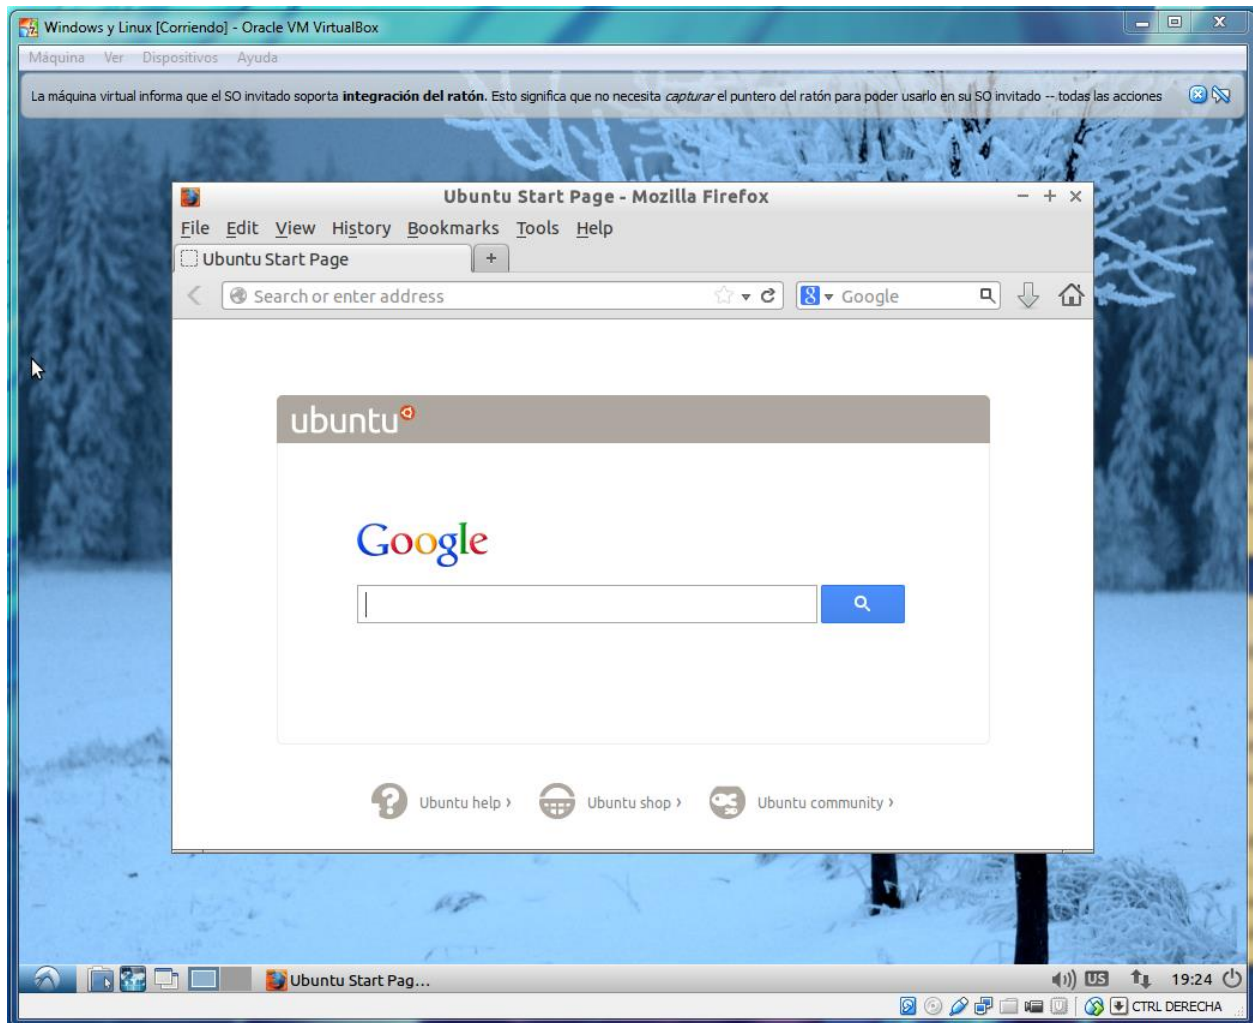 Windows y Linux [Corriendo] - Oracle VM VirtualBox
Máquina Ver Dispositivos Ayuda
La máquina virtual informa que el SO invitado soporta integración del ratón. Esto significa que no necesita capturar el puntero del ratón para poder usarlo en su SO invitado -- todas las acciones
Ubuntu Start Page - Mozilla Firefox
File Edit View History Bookmarks Tools Help
Ubuntu Start Page
Search or enter address
8 Google
ubuntu
Google
Ubuntu help ›
Ubuntu shop ›
Ubuntu community ›
Ubuntu Start Pag...
US
19:24
CTRL DERECHA